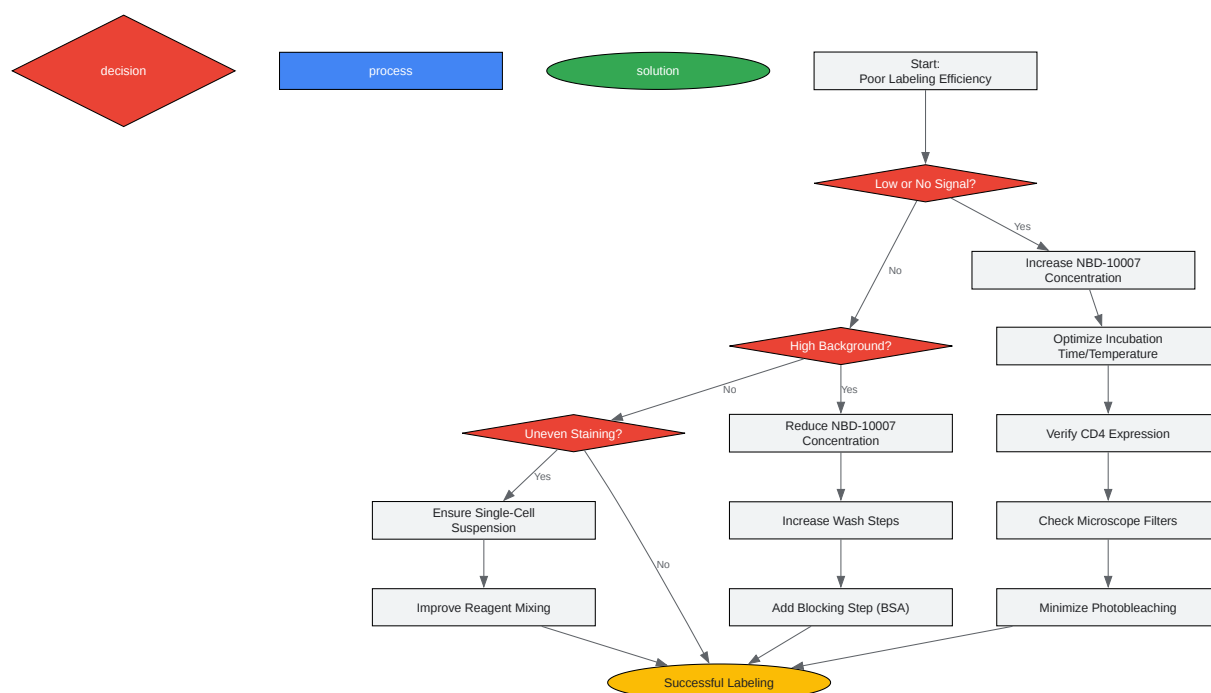 decision
process
solution
Start:
Poor Labeling Efficiency
Low or No Signal?
Yes
No
Increase NBD-10007
Concentration
High Background?
Optimize Incubation
Time/Temperature
No
Yes
Uneven Staining?
Reduce NBD-10007
Concentration
Verify CD4 Expression
Yes
No
Ensure Single-Cell
Suspension
Increase Wash Steps
Check Microscope Filters
Improve Reagent Mixing
Add Blocking Step (BSA)
Minimize Photobleaching
Successful Labeling